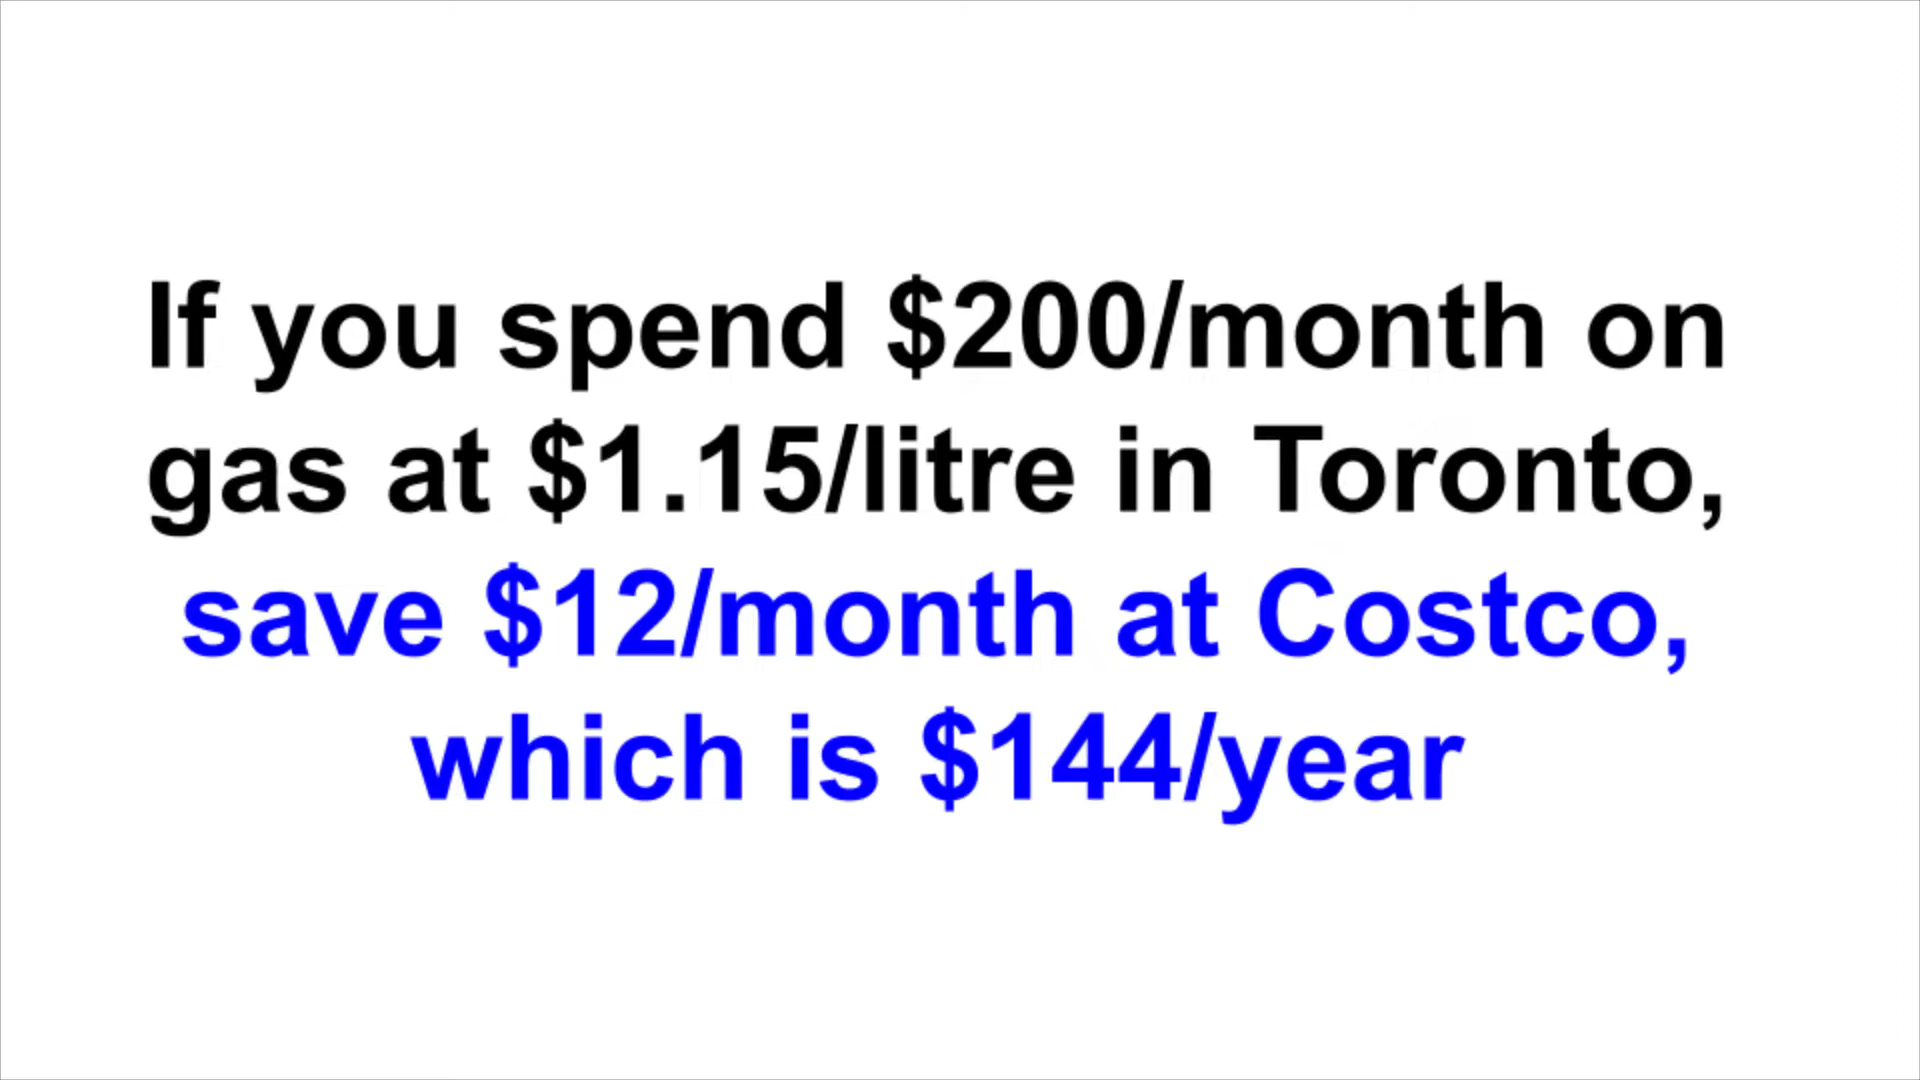 If you spend $200/month on
gas at $1.15/litre in Toronto,
save $12/month at Costco,
which is $144/year